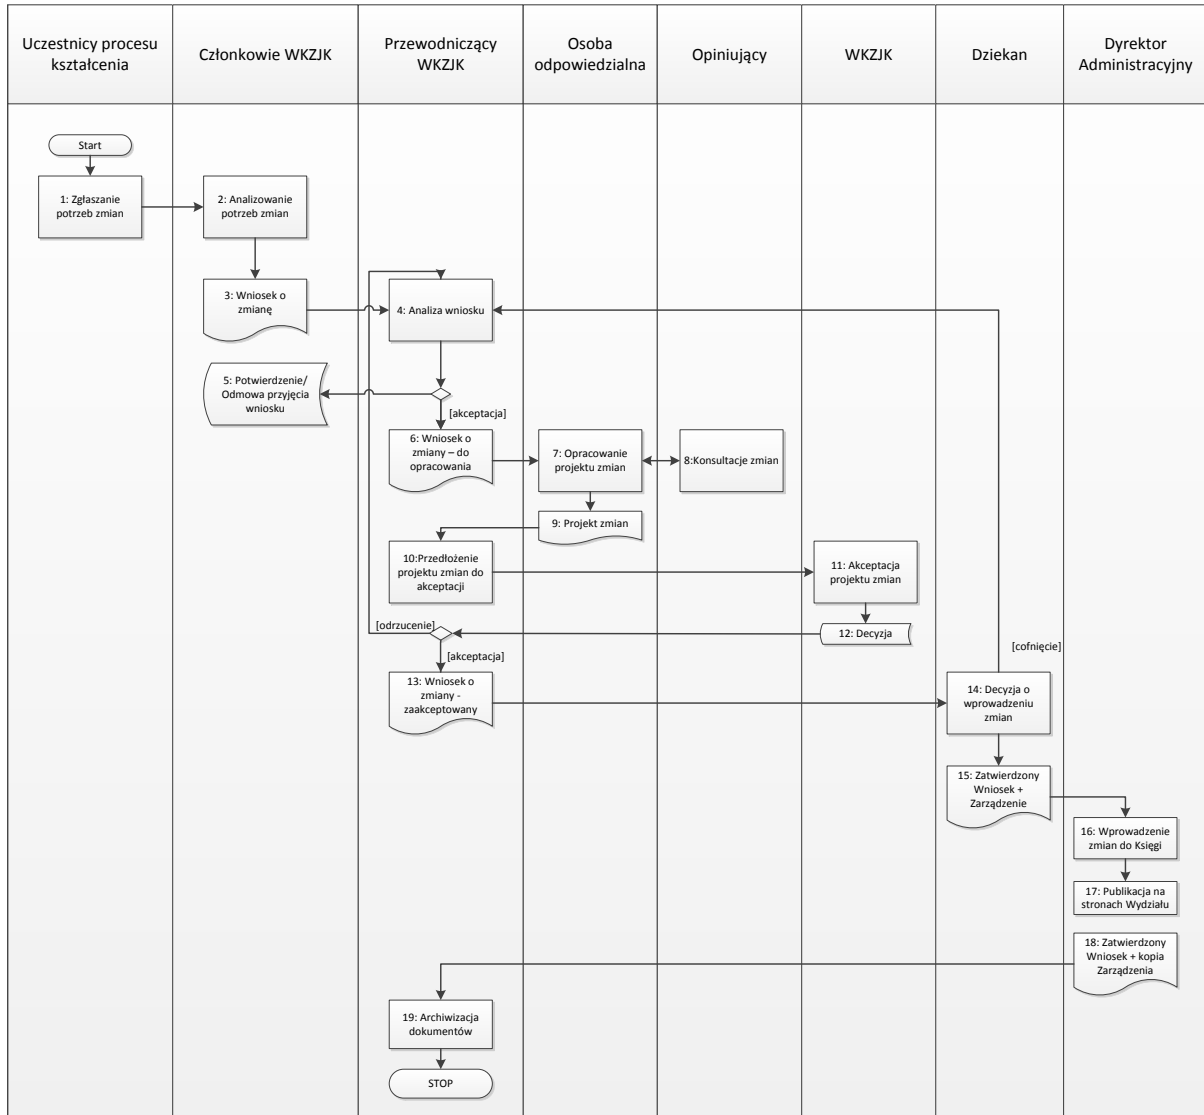 Uczestnicy procesu
kształcenia
Członkowie WKZJK
Przewodniczący
WKZJK
Osoba
odpowiedzialna
Opiniujący
WKZJK
Dziekan
Dyrektor
Administracyjny
Start
1: Zgłaszanie
potrzeb zmian
2: Analizowanie
potrzeb zmian
3: Wniosek o
zmianę
4: Analiza wniosku
5: Potwierdzenie/
Odmowa przyjęcia
wniosku
[akceptacja]
6: Wniosek o
zmiany – do
opracowania
7: Opracowanie
projektu zmian
8:Konsultacje zmian
9: Projekt zmian
10:Przedłożenie
projektu zmian do
akceptacji
11: Akceptacja
projektu zmian
[odrzucenie]
12: Decyzja
[cofnięcie]
[akceptacja]
13: Wniosek o
zmiany -
zaakceptowany
14: Decyzja o
wprowadzeniu
zmian
15: Zatwierdzony
Wniosek +
Zarządzenie
16: Wprowadzenie
zmian do Księgi
17: Publikacja na
stronach Wydziału
18: Zatwierdzony
Wniosek + kopia
Zarządzenia
19: Archiwizacja
dokumentów
STOP